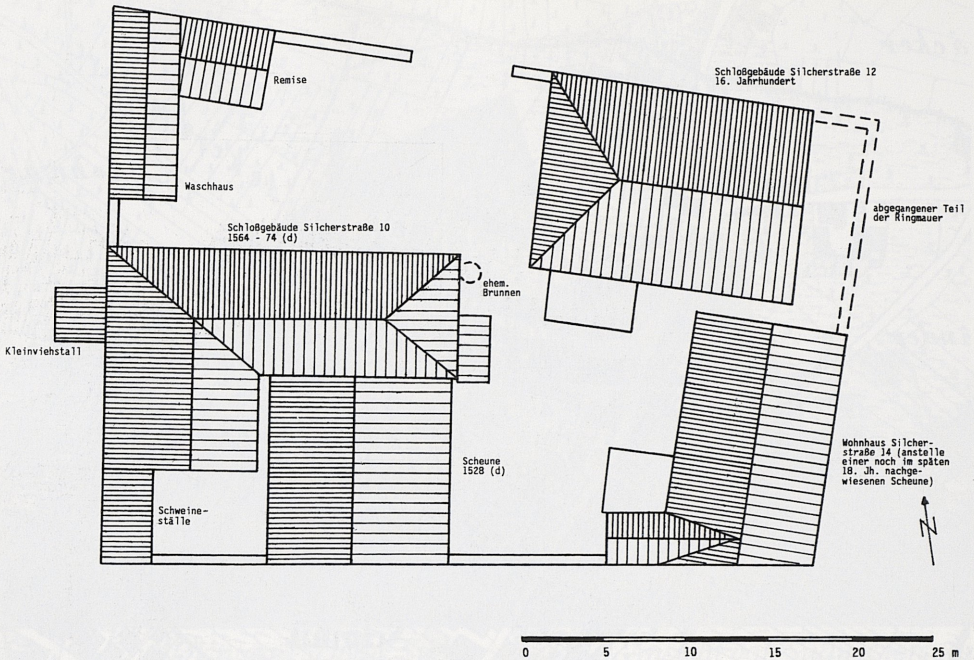 Remise
Schloßgebäude Silcherstraße 12
16. Jahrhundert
Waschhaus
abgegangener Teil
der Ringmauer
Schloßgebäude Silcherstraße 10
1564 - 74 (d)
ehem.
Brunnen
Kleinviehstall
Scheune
1528 (d)
Wohnhaus Silcher-
straße 14 (anstelle
einer noch im späten
18. Jh. nachge-
wiesenen Scheune)
Schweine-
ställe
N
0 5 10 15 20 25 m